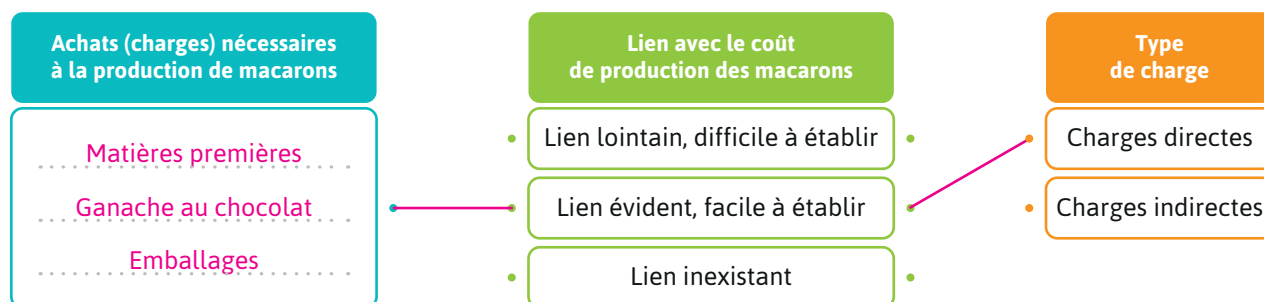 Achats (charges) nécessaires
à la production de macarons
Matières premières
Ganache au chocolat
Emballages
Lien avec le coût
de production des macarons
Lien lointain, difficile à établir
Lien évident, facile à établir
Lien inexistant
Type
de charge
Charges directes
Charges indirectes